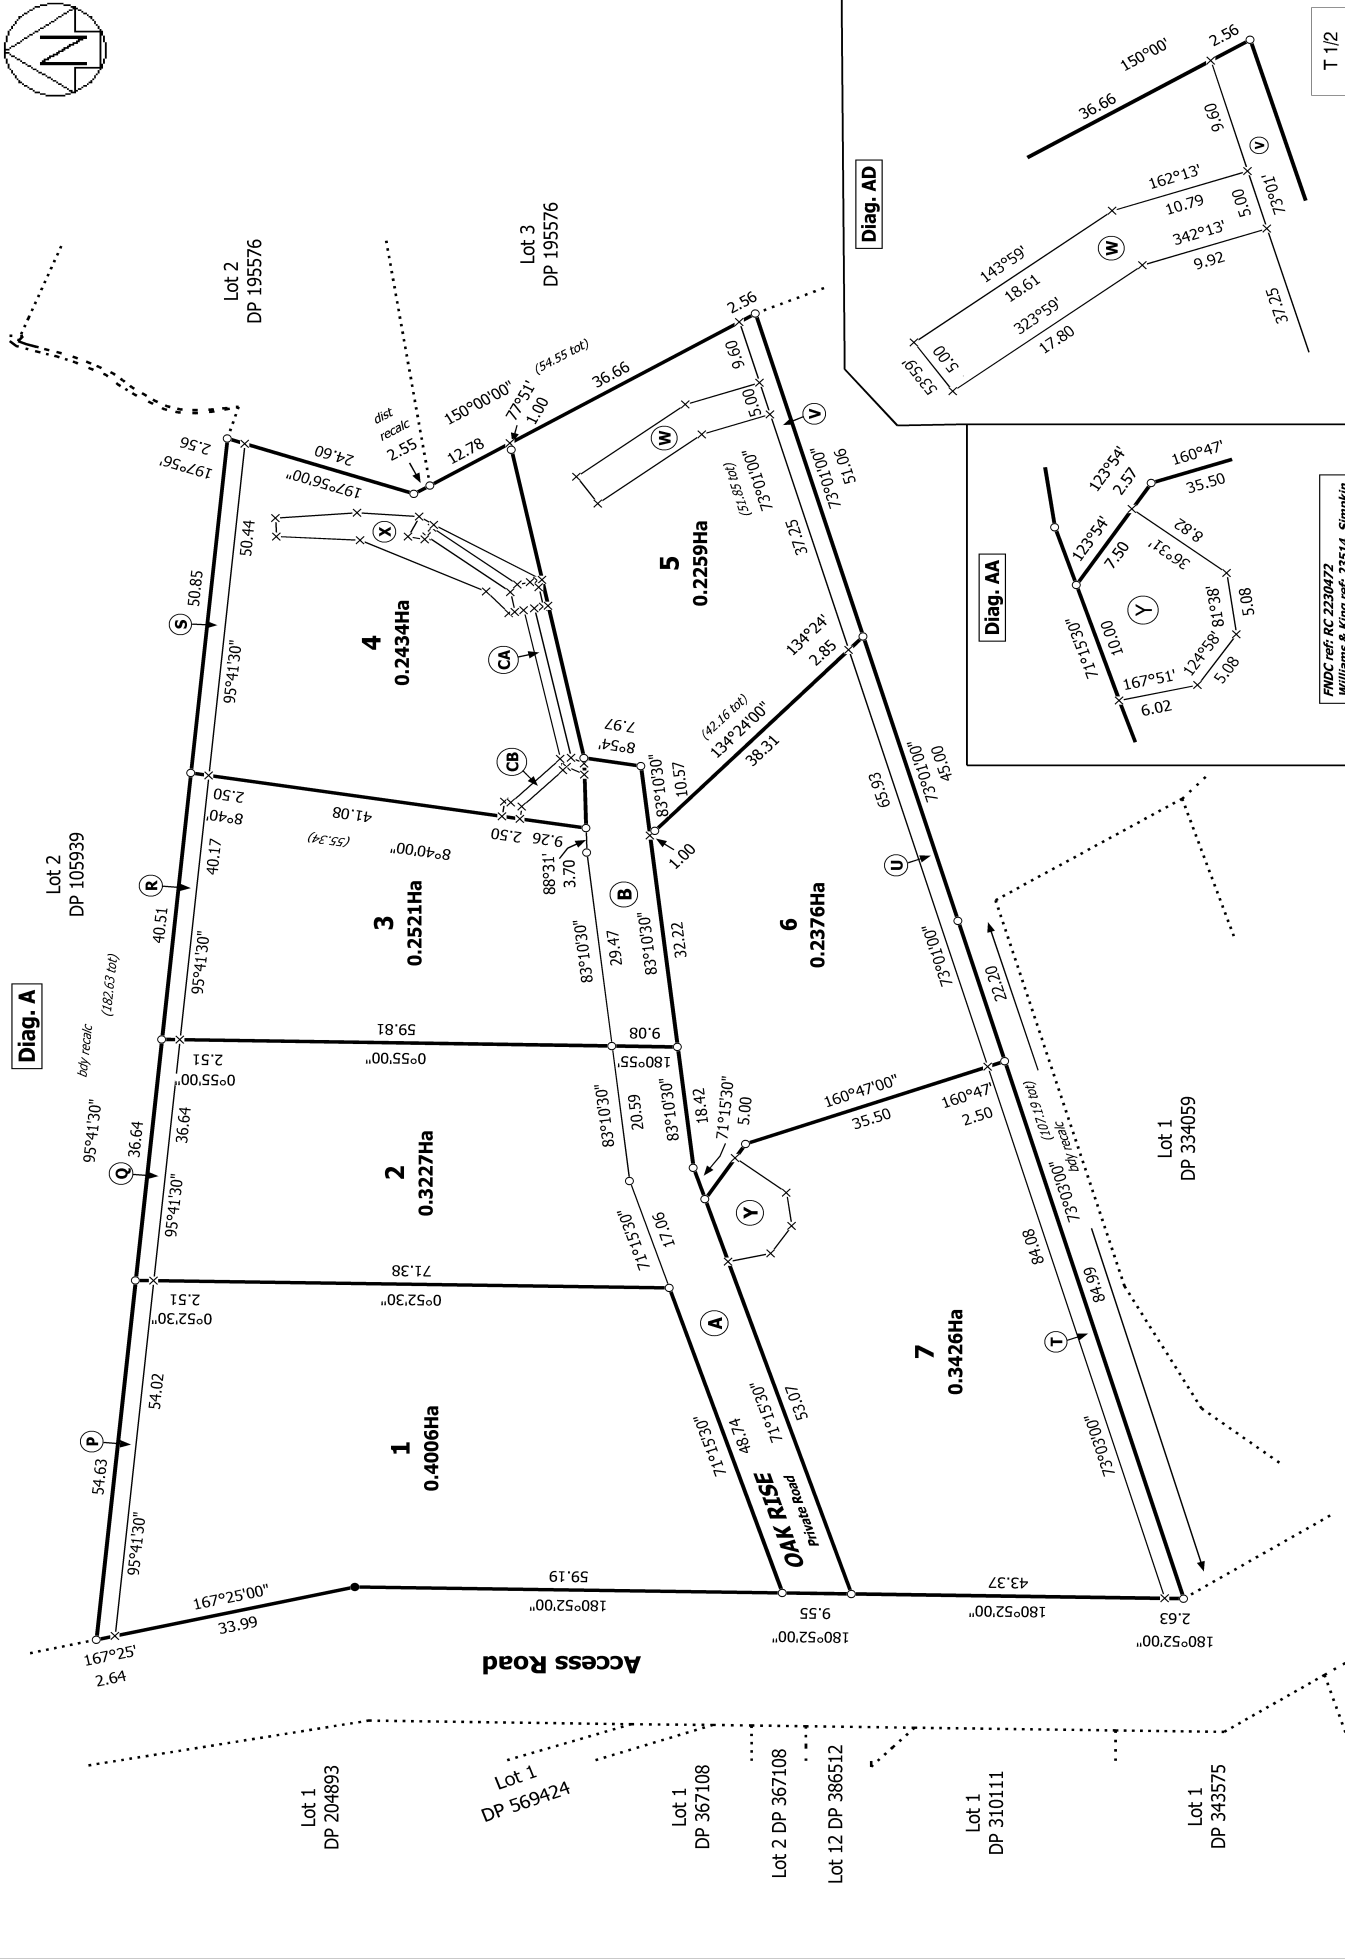 N
Diag. A
Lot 2
DP 105939
Lot 2
DP 195576
Lot 3
DP 195576
95°41'30"
bdy recalc
(182.63 tot)
P
54.63
95°41'30"
54.02
Q
36.64
95°41'30"
36.64
R
40.51
95°41'30"
40.17
S
50.85
95°41'30"
50.44
197°56'
2.56
197°56'00"
24.60
dist
recalc
2.55
12.78
150°00'00"
(54.55 tot)
77°51'
1.00
36.66
2.56
167°25'
2.64
167°25'00"
33.99
0°52'30"
2.51
0°52'30"
71.38
0°55'00"
2.51
0°55'00"
59.81
8°40'
2.50
41.08
(55.34)
8°40'00"
2.50
9.26
1
0.4006Ha
2
0.3227Ha
3
0.2521Ha
4
0.2434Ha
5
0.2259Ha
6
0.2376Ha
7
0.3426Ha
X
CA
CB
W
8°54'
7.97
88°31'
3.70
B
83°10'30"
29.47
83°10'30"
32.22
83°10'30"
10.57
1.00
134°24'00"
38.31
(42.16 tot)
134°24'
2.85
9.60
5.00
(51.85 tot)
73°01'00"
37.25
V
73°01'00"
51.06
180°55'
9.08
83°10'30"
20.59
83°10'30"
18.42
71°15'30"
5.00
71°15'30"
17.06
Y
A
71°15'30"
48.74
71°15'30"
53.07
OAK RISE
Private Road
160°47'00"
35.50
160°47'
2.50
65.93
73°01'00"
U
73°01'00"
45.00
22.20
(107.19 tot)
73°03'00"
bdy recalc
84.08
84.99
T
73°03'00"
180°52'00"
59.19
180°52'00"
9.55
180°52'00"
43.37
180°52'00"
2.63
Access Road
Lot 1
DP 204893
Lot 1
DP 569424
Lot 1
DP 367108
Lot 2 DP 367108
Lot 12 DP 386512
Lot 1
DP 310111
Lot 1
DP 343575
Lot 1
DP 334059
Diag. AD
150°00'
36.66
2.56
9.60
V
162°13'
10.79
5.00
73°01'
342°13'
9.92
37.25
W
143°59'
18.61
323°59'
17.80
53°59'
5.00
Diag. AA
123°54'
2.57
160°47'
35.50
123°54'
7.50
71°15'30"
10.00
Y
36°31'
8.82
81°38'
5.08
124°58'
5.08
167°51'
6.02
FNDC ref: RC 2230472
Williams & King ref: 23514 Simpkin
T 1/2